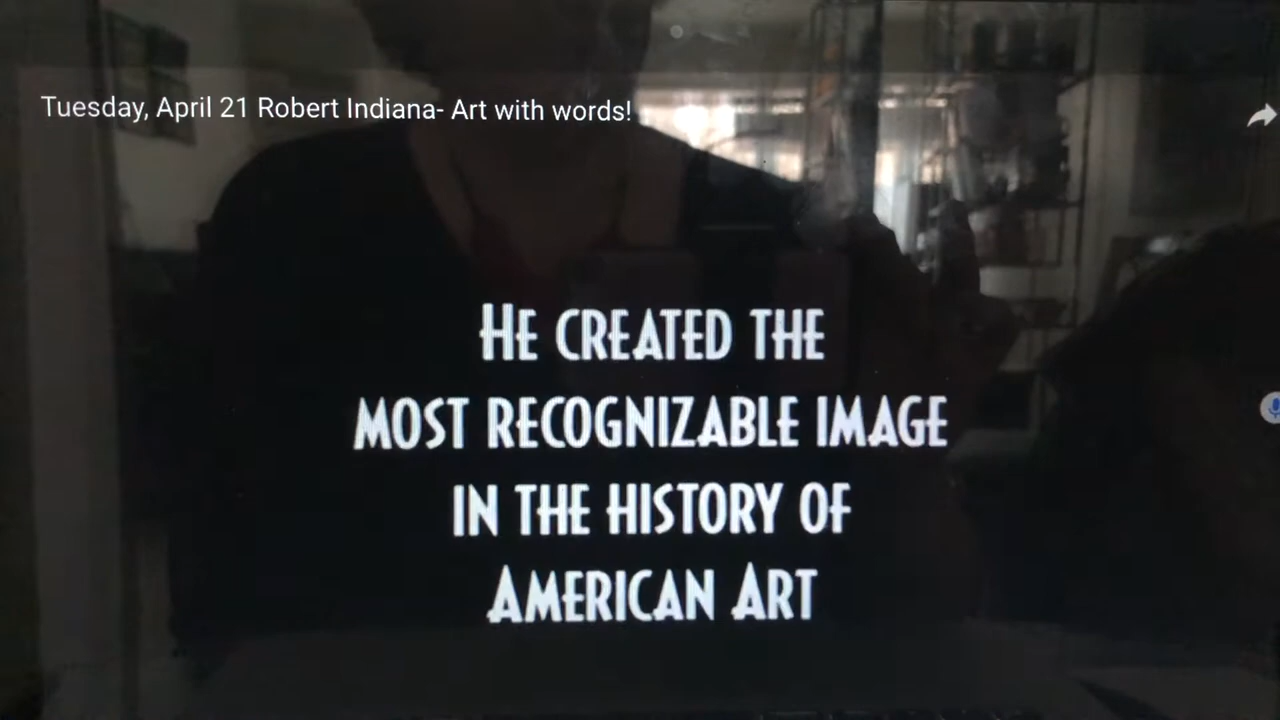 Tuesday, April 21 Robert Indiana- Art with words!
HE CREATED THE
MOST RECOGNIZABLE IMAGE
IN THE HISTORY OF
AMERICAN ART